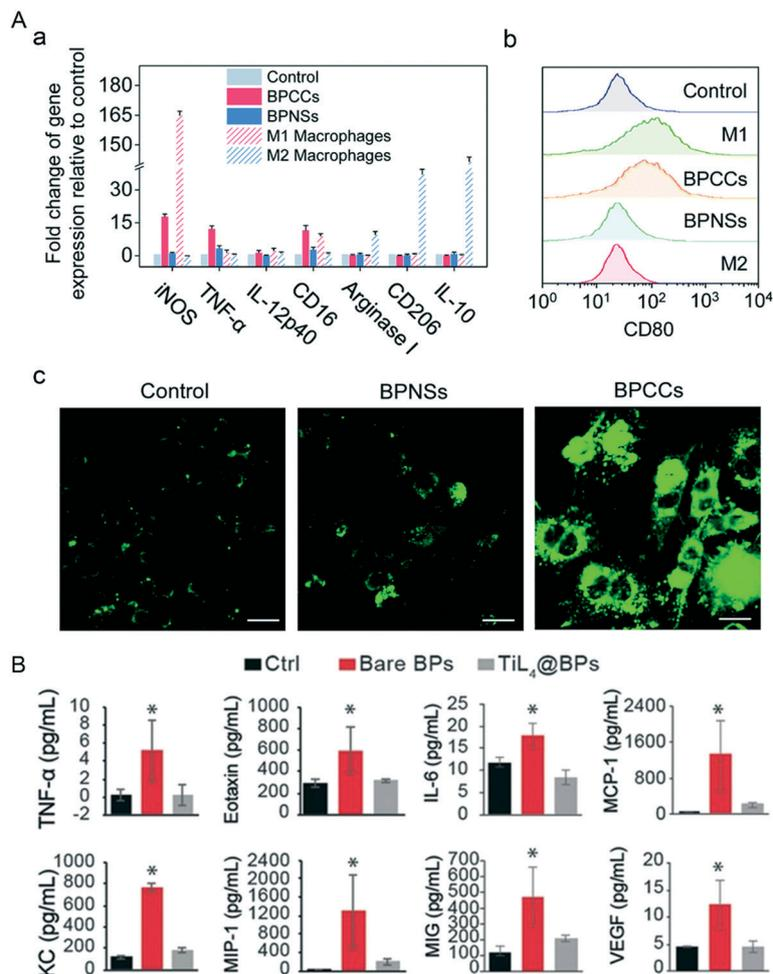 A
a
b
Fold change of gene
expression relative to control
180
165
150
30
15
0
Control
BPCCs
BPNSs
M1 Macrophages
M2 Macrophages
iNOS
TNF-α
IL-12p40
CD16
Arginase I
CD206
IL-10
Control
M1
BPCCs
BPNSs
M2
10⁰ 10¹ 10² 10³ 10⁴
CD80
c
Control BPNSs BPCCs
B
Ctrl Bare BPs TiL₄@BPs
TNF-α (pg/mL)
10
8
6
4
2
0
-2
*
Eotaxin (pg/mL)
1000
800
600
400
200
0
*
IL-6 (pg/mL)
25
20
15
10
5
0
*
MCP-1 (pg/mL)
2400
1600
800
0
*
KC (pg/mL)
1000
800
600
400
200
0
*
MIP-1 (pg/mL)
2400
2000
1600
1200
800
400
0
*
MIG (pg/mL)
700
600
500
400
300
200
100
0
*
VEGF (pg/mL)
20
15
10
5
0
*